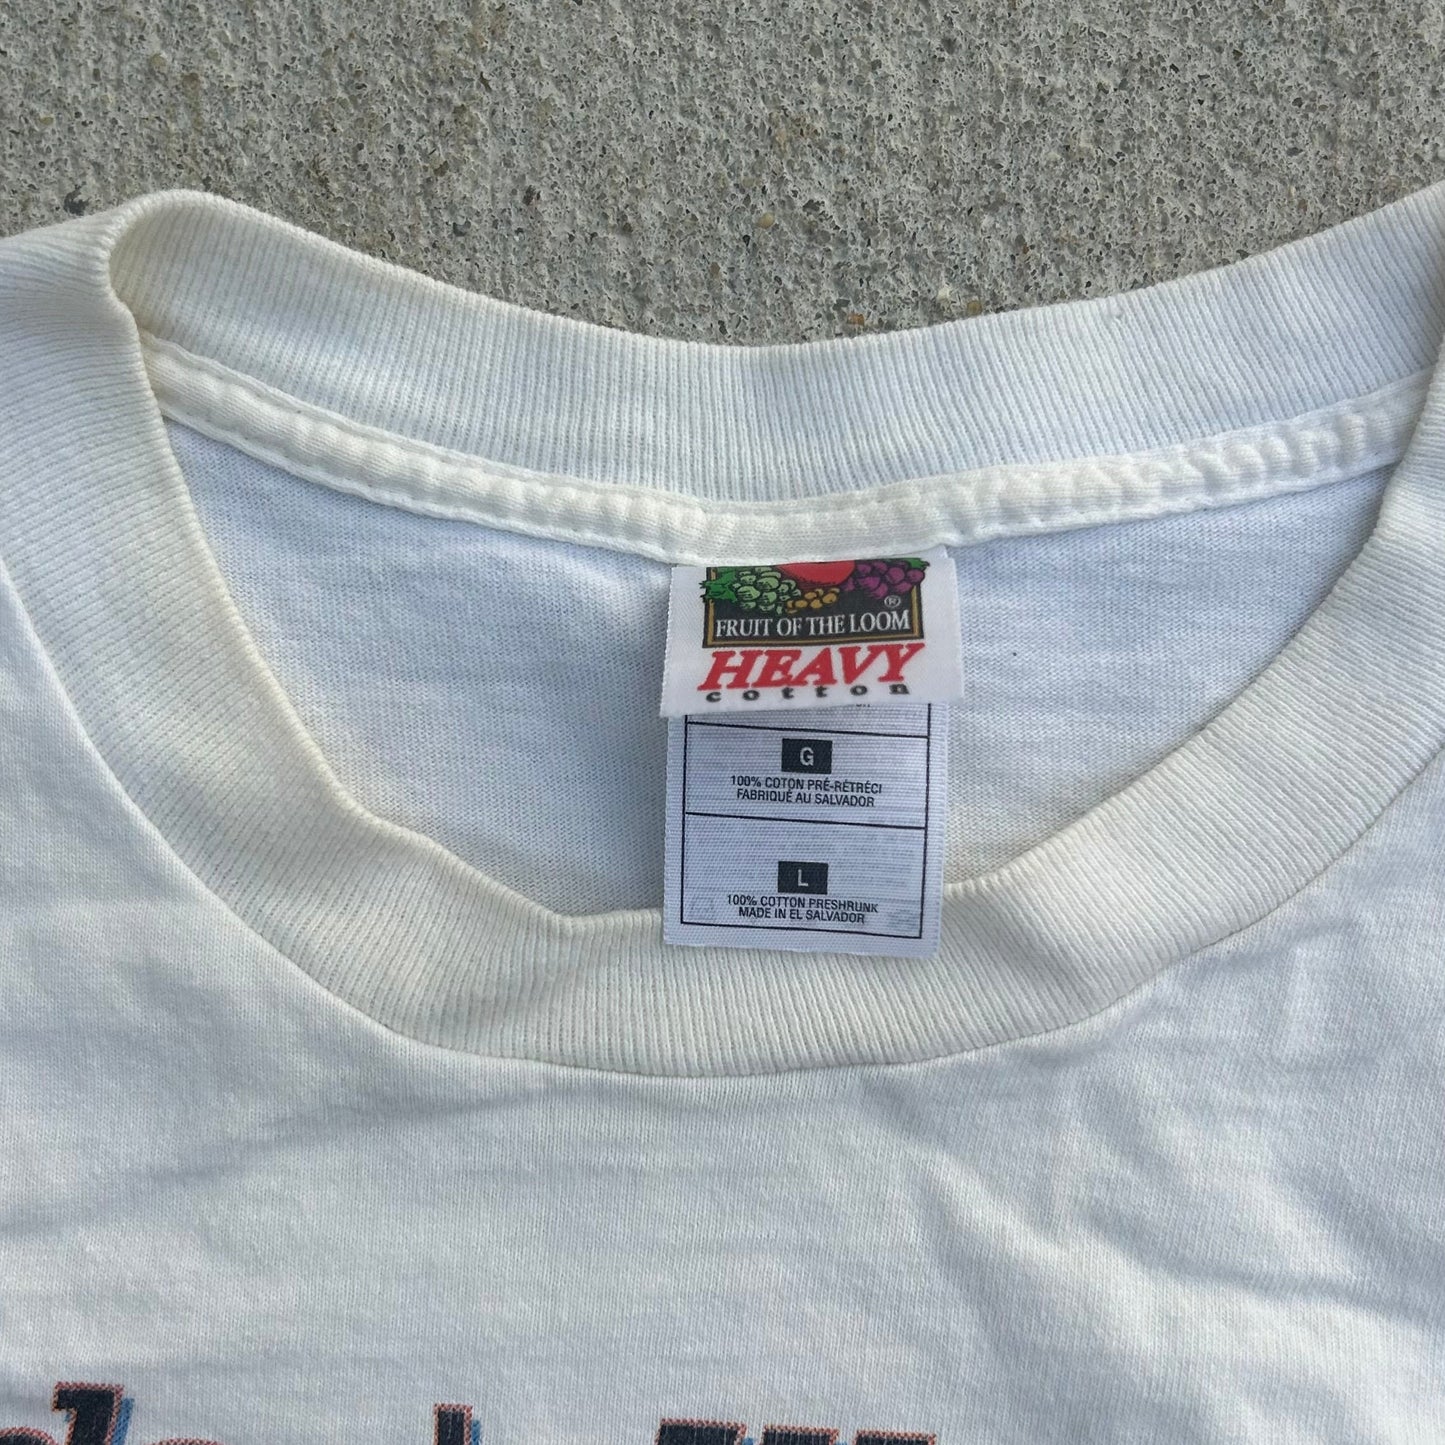 ®
FRUIT OF THE LOOM
HEAVY
cotton
G
100% COTON PRÉ-RÉTRÉCI
FABRIQUÉ AU SALVADOR
L
100% COTTON PRESHRUNK
MADE IN EL SALVADOR